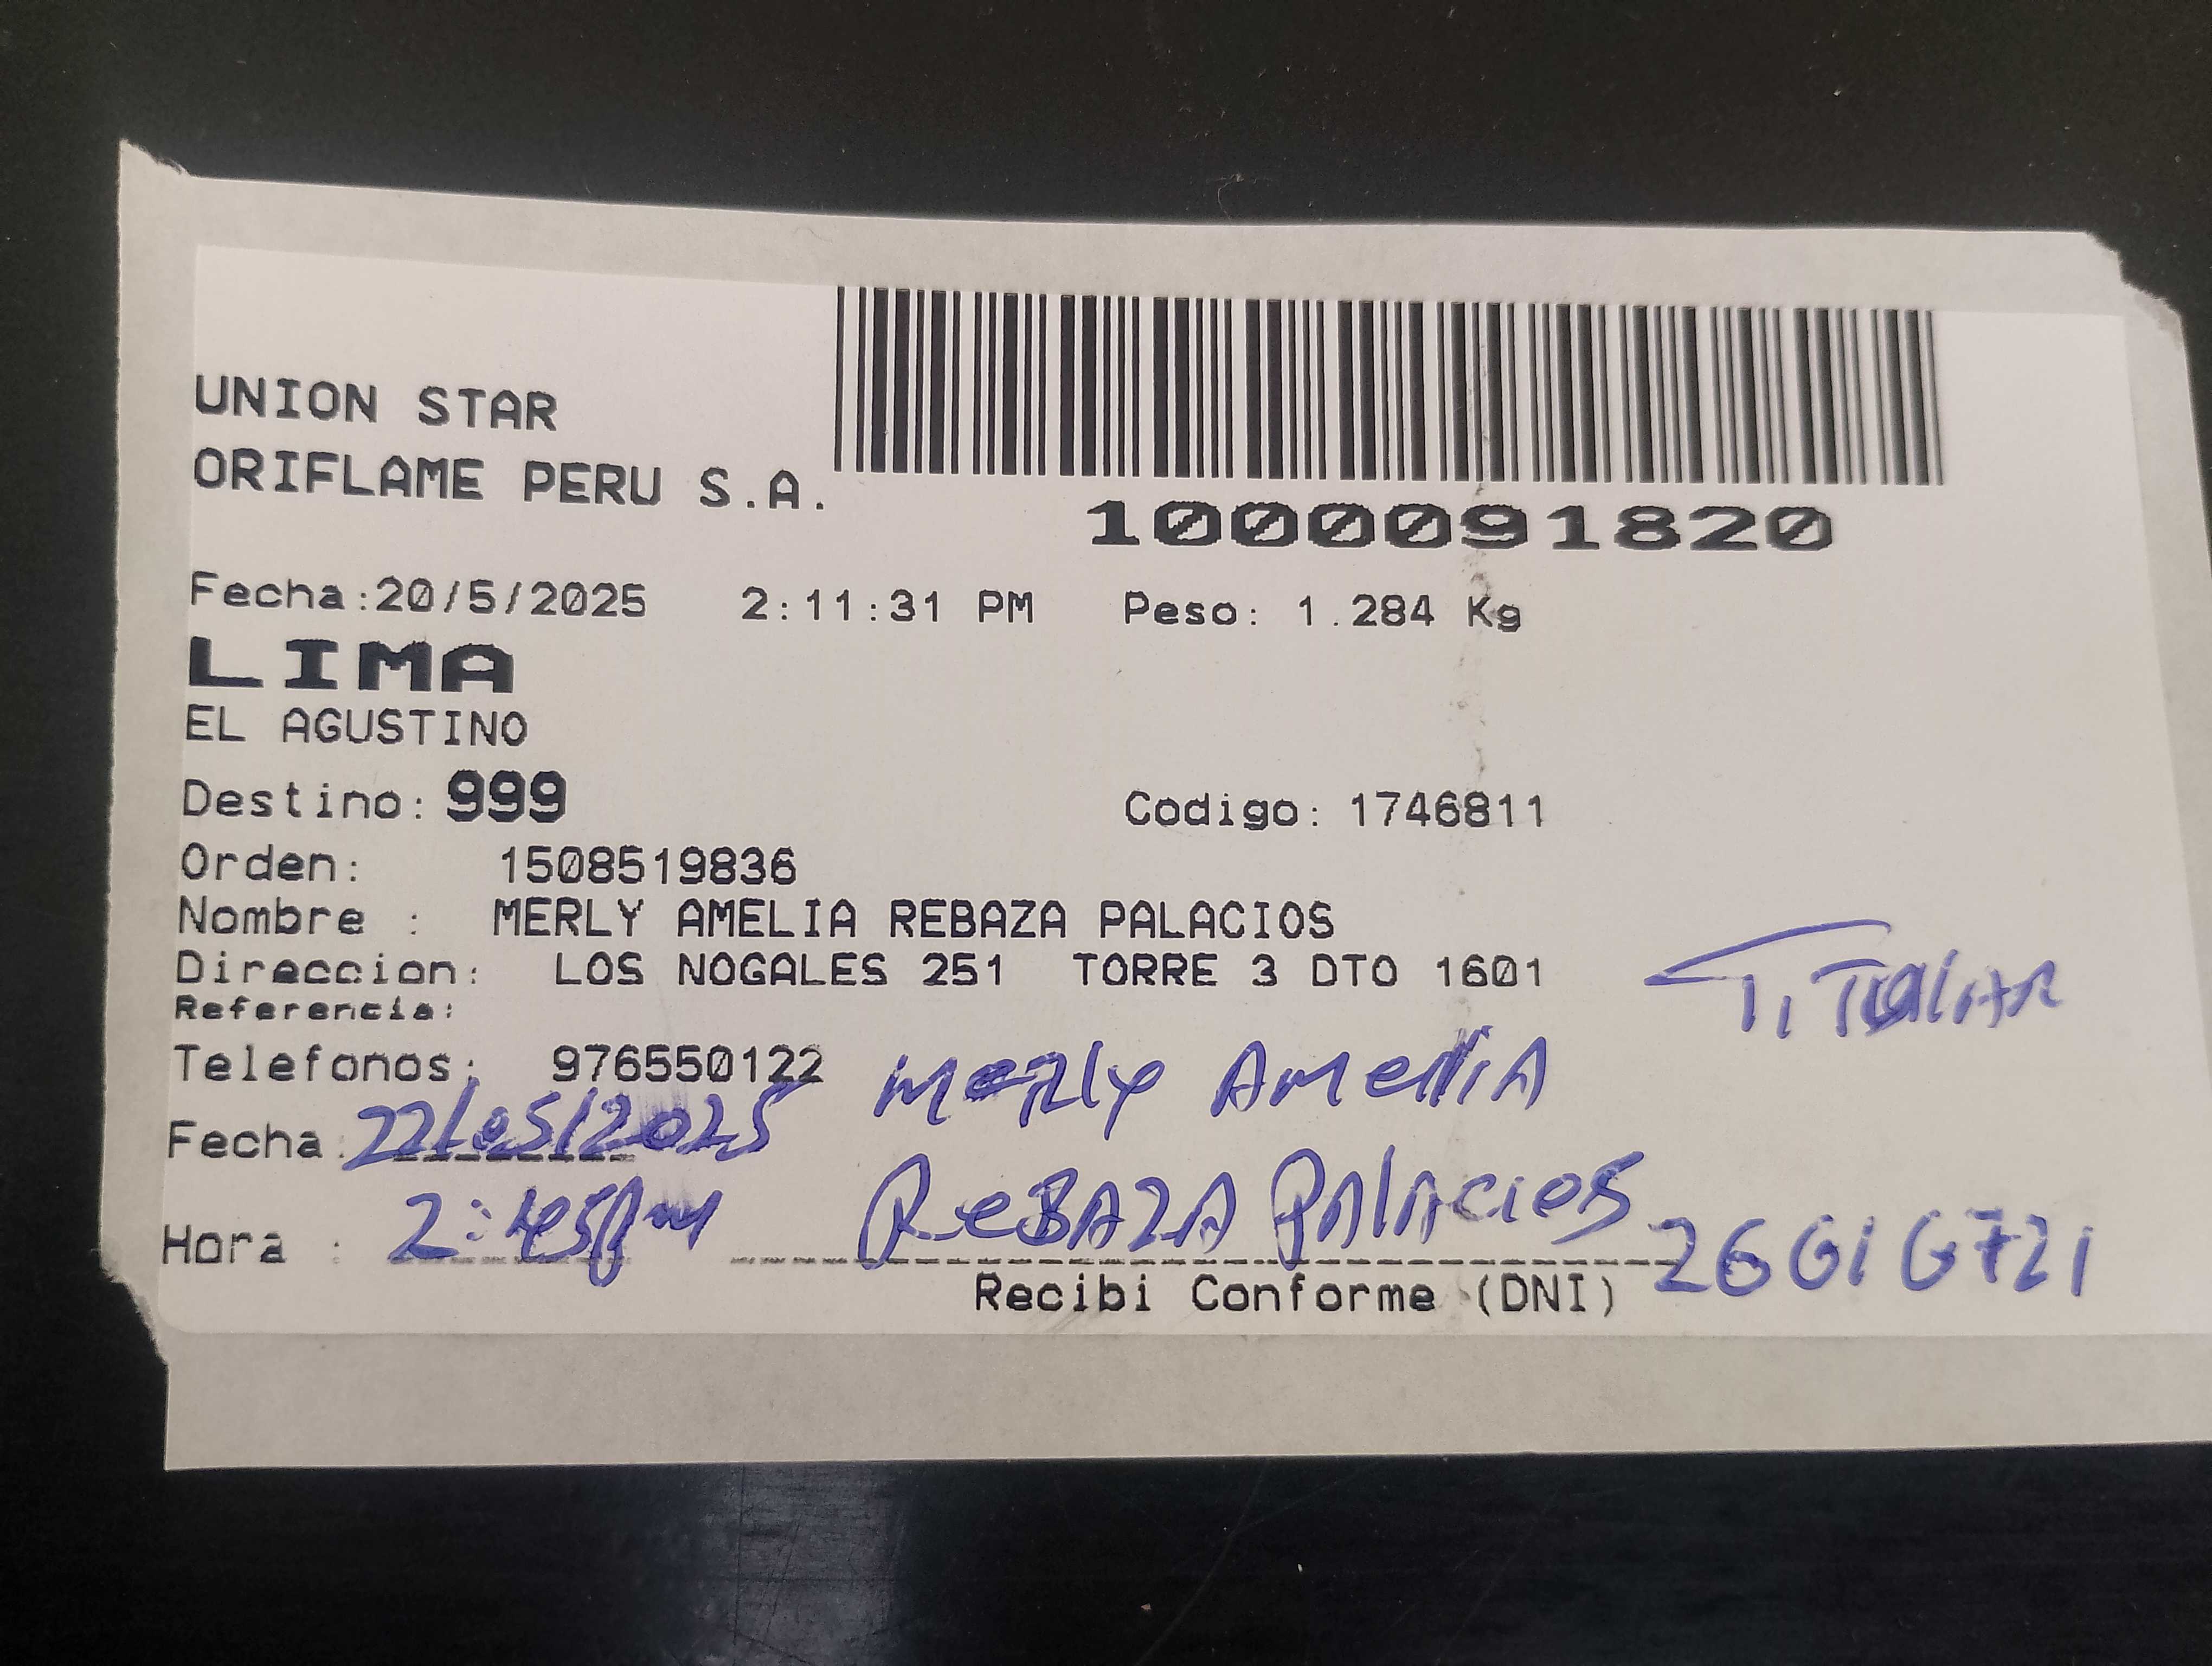 UNION STAR
ORIFLAME PERU S.A.
1000091820
Fecha:20/5/2025 2:11:31 PM Peso: 1.284 Kg
LIMA
EL AGUSTINO
Destino: 999 Codigo: 1746811
Orden: 1508519836
Nombre : MERLY AMELIA REBAZA PALACIOS
Direccion: LOS NOGALES 251 TORRE 3 DTO 1601
Referencia:
TiTulAR
Telefonos: 976550122 MeRly AMeliA
Fecha: 22/05/2025
Hora : 2:45pm ReBAZA PAlAcios
Recibi Conforme (DNI)